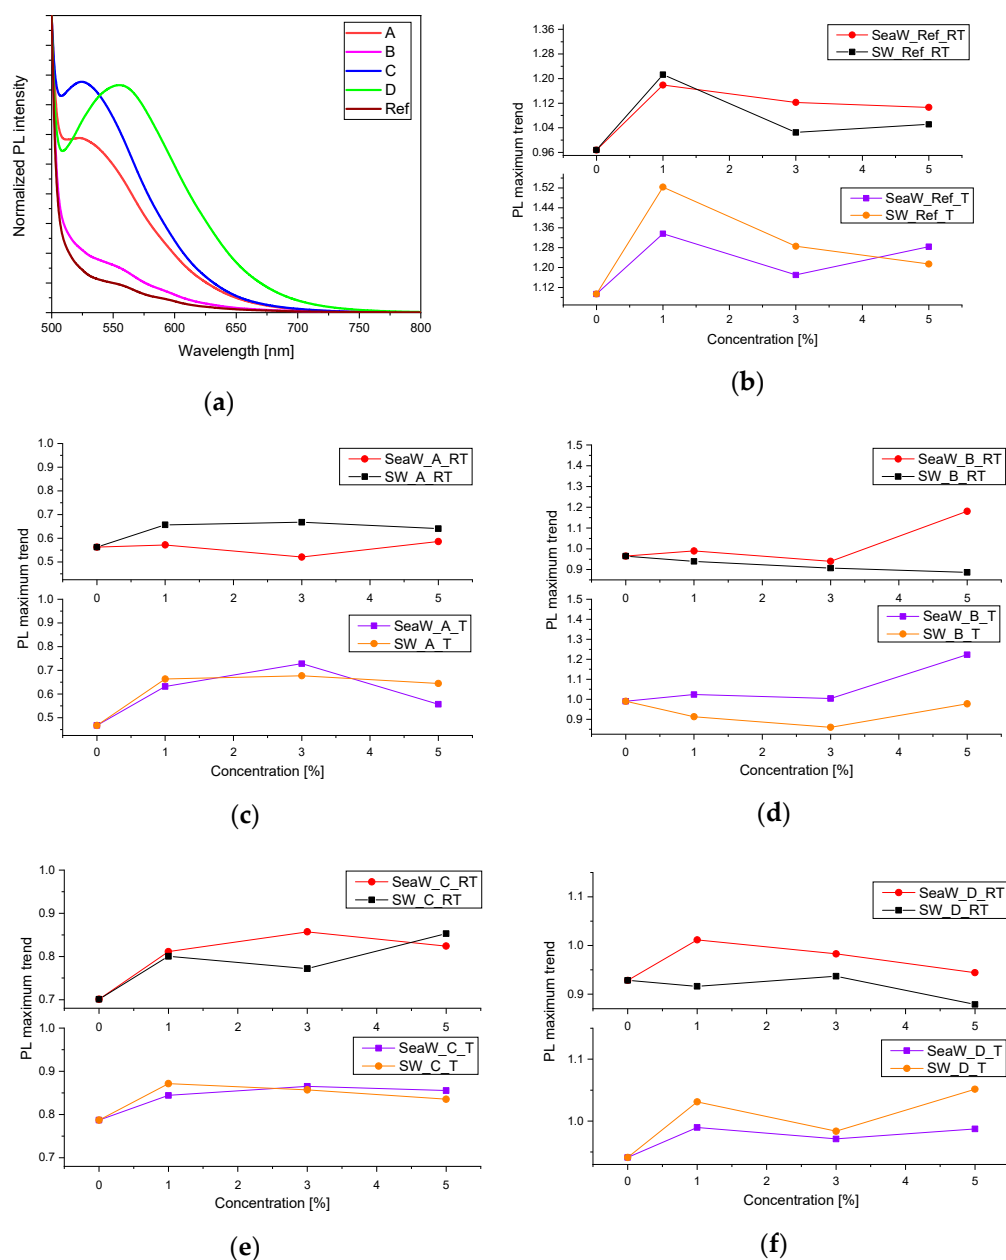 Normalized PL intensity
A
B
C
D
Ref
500 550 600 650 700 750 800
Wavelength [nm]
(a)
PL maximum trend
1.36
1.20
1.12
1.04
0.96
SeaW_Ref_RT
SW_Ref_RT
0 1 2 3 4 5
1.52
1.44
1.36
1.28
1.20
1.12
SeaW_Ref_T
SW_Ref_T
0 1 2 3 4 5
Concentration [%]
(b)
PL maximum trend
1.0
0.9
0.8
0.7
0.6
0.5
SeaW_A_RT
SW_A_RT
0 1 2 3 4 5
1.0
0.9
0.7
0.6
0.5
SeaW_A_T
SW_A_T
0 1 2 3 4 5
Concentration [%]
(c)
PL maximum trend
1.5
1.4
1.3
1.2
1.0
0.9
SeaW_B_RT
SW_B_RT
0 1 2 3 4 5
1.5
1.4
1.2
1.1
1.0
0.9
SeaW_B_T
SW_B_T
0 1 2 3 4 5
Concentration [%]
(d)
PL maximum trend
1.0
0.85
0.8
0.7
SeaW_C_RT
SW_C_RT
0 1 2 3 4 5
1.0
0.9
0.8
0.7
SeaW_C_T
SW_C_T
0 1 2 3 4 5
Concentration [%]
(e)
PL maximum trend
1.1
1.0
0.9
SeaW_D_RT
SW_D_RT
0 1 2 3 4 5
1.1
1.0
SeaW_D_T
SW_D_T
0 1 2 3 4 5
Concentration [%]
(f)